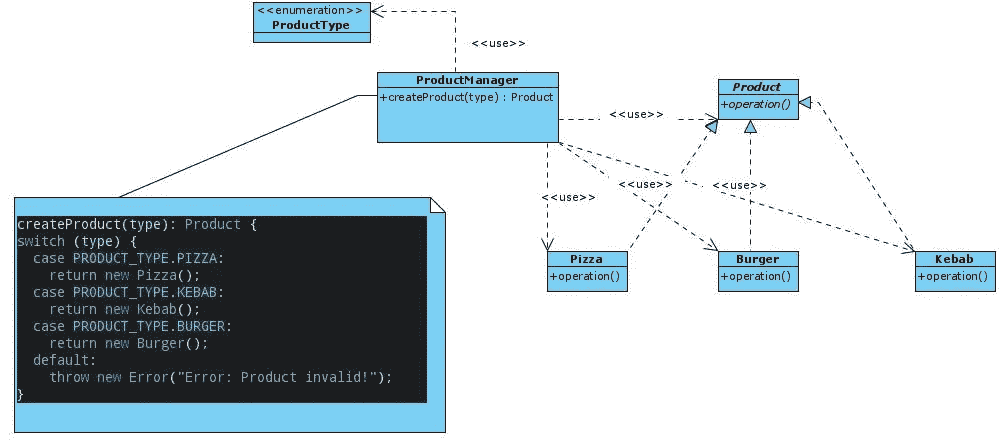 <<enumeration>>
ProductType
<<use>>
ProductManager
+createProduct(type) : Product
Product
+operation()
<<use>>
<<use>>
<<use>>
<<use>>
Pizza
+operation()
Burger
+operation()
Kebab
+operation()
createProduct(type): Product {
switch (type) {
case PRODUCT_TYPE.PIZZA:
return new Pizza();
case PRODUCT_TYPE.KEBAB:
return new Kebab();
case PRODUCT_TYPE.BURGER:
return new Burger();
default:
throw new Error("Error: Product invalid!");
}